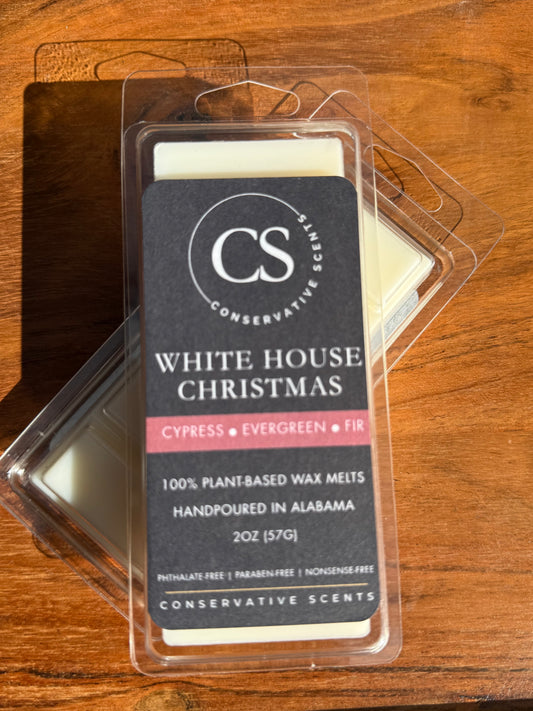 CS
CONSERVATIVE SCENTS
WHITE HOUSE
CHRISTMAS
CYPRESS • EVERGREEN • FIR
100% PLANT-BASED WAX MELTS
HANDPOURED IN ALABAMA
2OZ (57G)
PHTHALATE-FREE | PARABEN-FREE | NONSENSE-FREE
CONSERVATIVE SCENTS